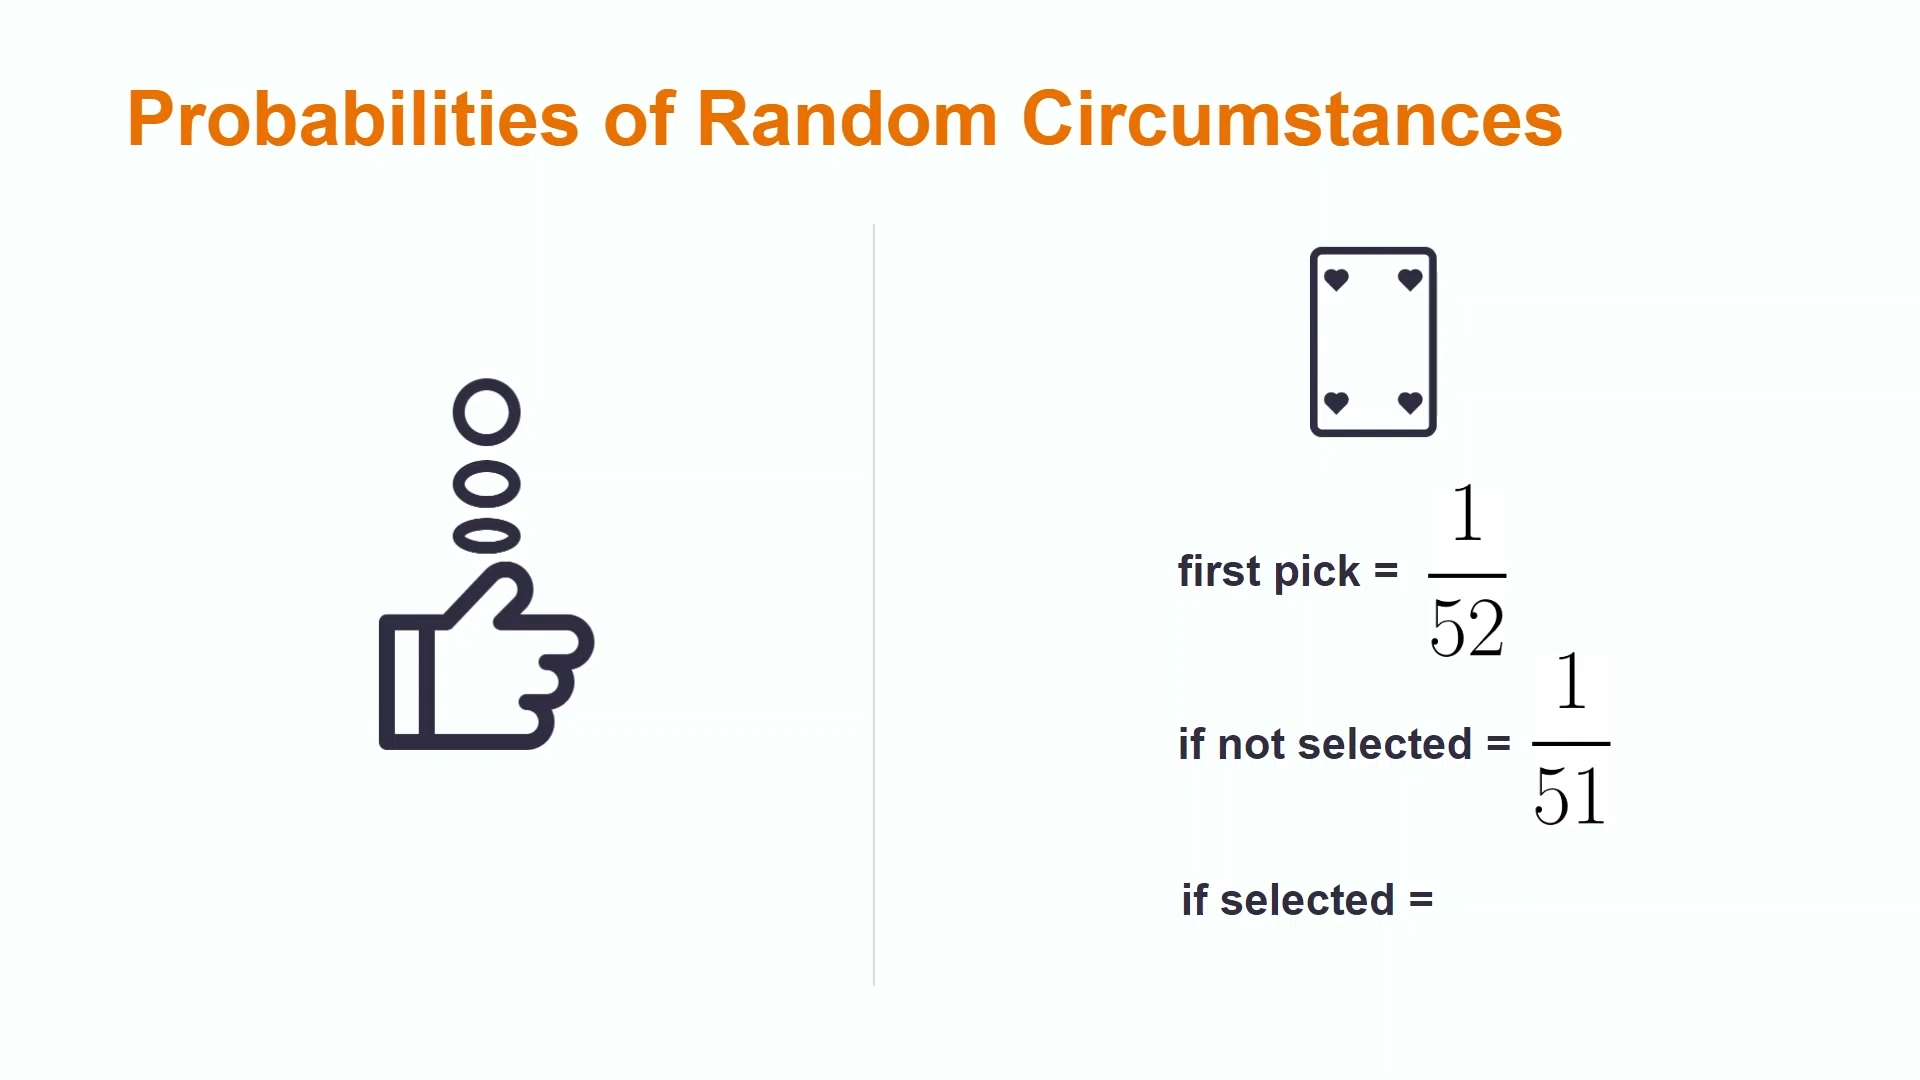 Probabilities of Random Circumstances
first pick = 1/52
if not selected = 1/51
if selected =